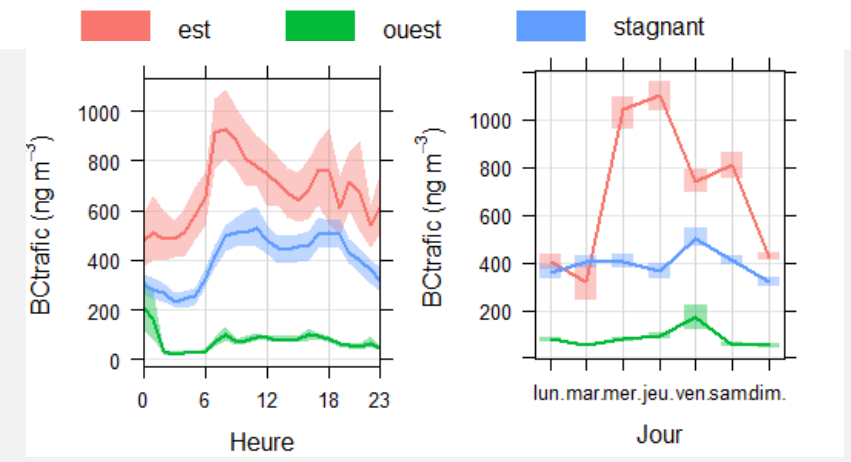 est ouest stagnant
BCtrafic (ng m⁻³)
1000
800
600
400
200
0
0 6 12 18 23
Heure
BCtrafic (ng m⁻³)
1000
800
600
400
200
lun.mar.mer.jeu.ven.sam.dim.
Jour